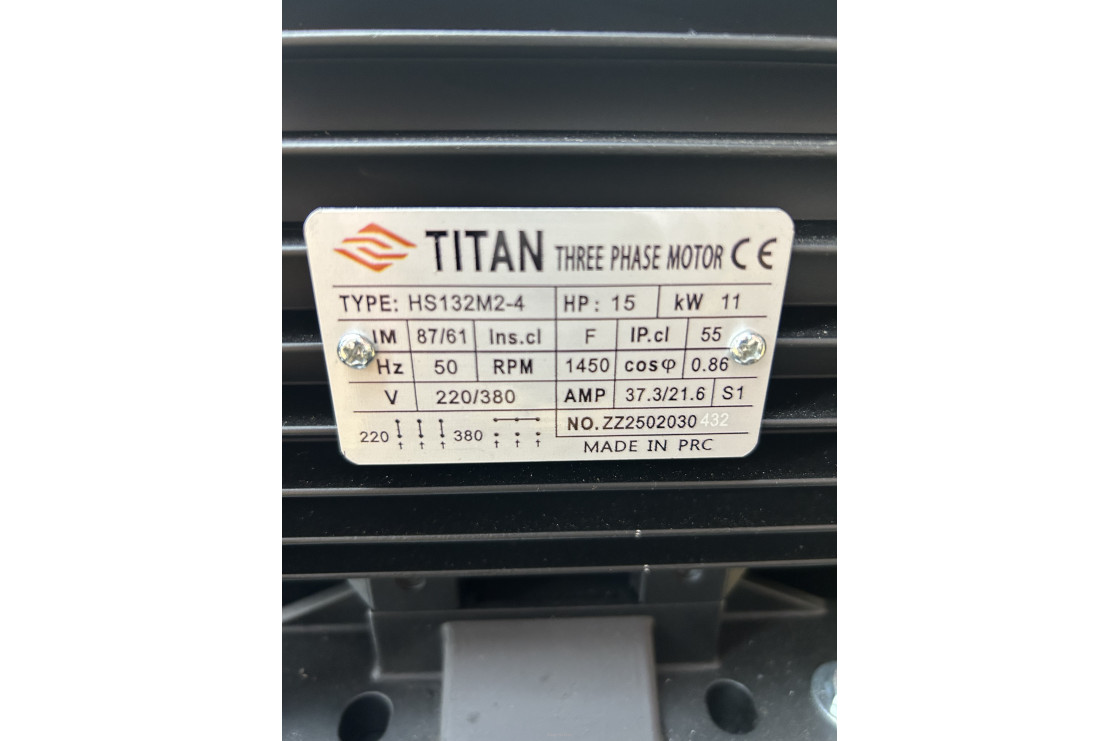 TITAN THREE PHASE MOTOR CE
TYPE: HS132M2-4 HP: 15 kW 11
IM 87/61 Ins.cl F IP.cl 55
Hz 50 RPM 1450 cosφ 0.86
V 220/380 AMP 37.3/21.6 S1
220 380 NO.ZZ2502030432
MADE IN PRC